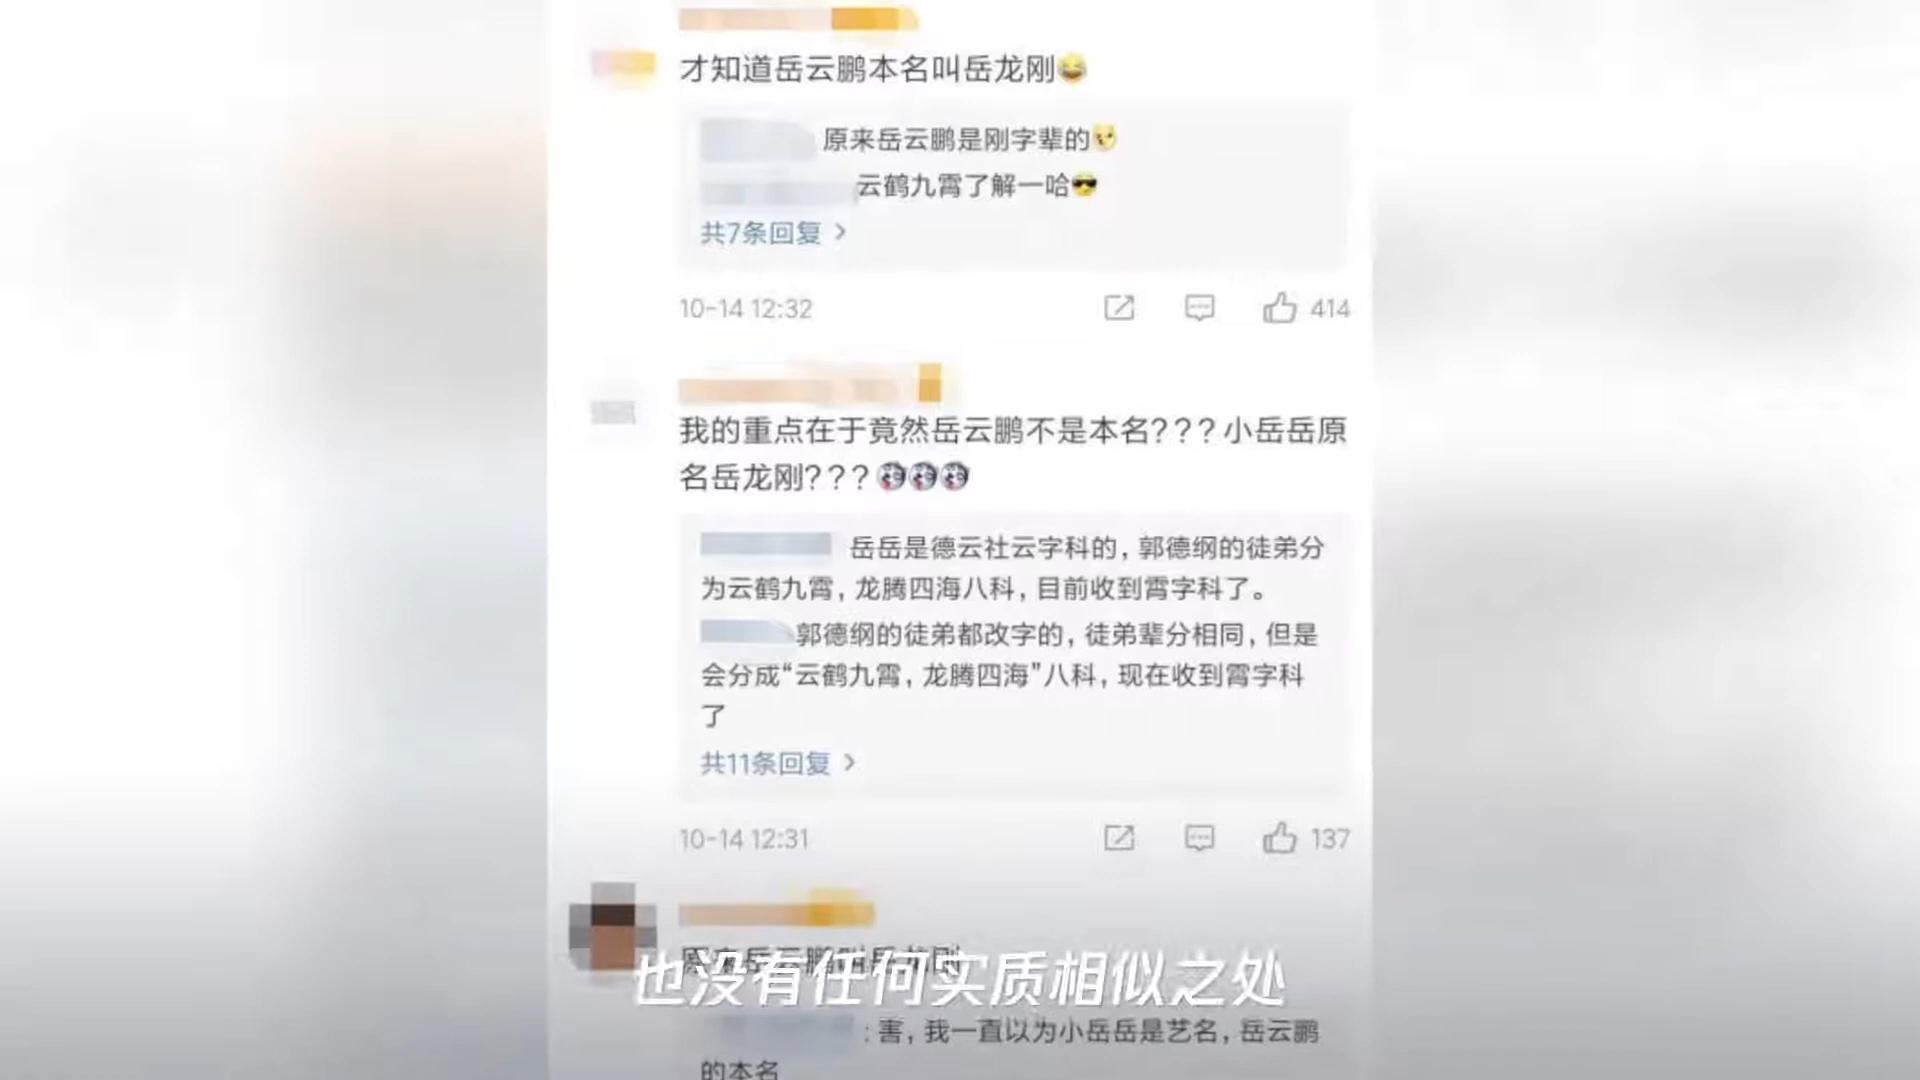 才知道岳云鹏本名叫岳龙刚😂
原来岳云鹏是刚字辈的
云鹤九霄了解一哈😎
共7条回复 >
10-14 12:32
414
我的重点在于竟然岳云鹏不是本名???小岳岳原
名岳龙刚???
岳岳是德云社云字科的,郭德纲的徒弟分
为云鹤九霄,龙腾四海八科,目前收到霄字科了。
郭德纲的徒弟都改字的,徒弟辈分相同,但是
会分成“云鹤九霄,龙腾四海”八科,现在收到霄字科
了
共11条回复 >
10-14 12:31
137
原来岳云鹏叫岳龙刚
也没有任何实质相似之处
:害,我一直以为小岳岳是艺名,岳云鹏
的本名